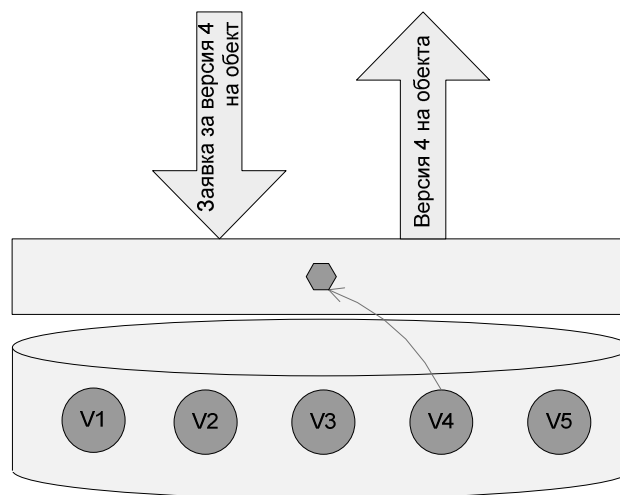 Заявка за версия 4
на обект
Версия 4 на обекта
V1
V2
V3
V4
V5